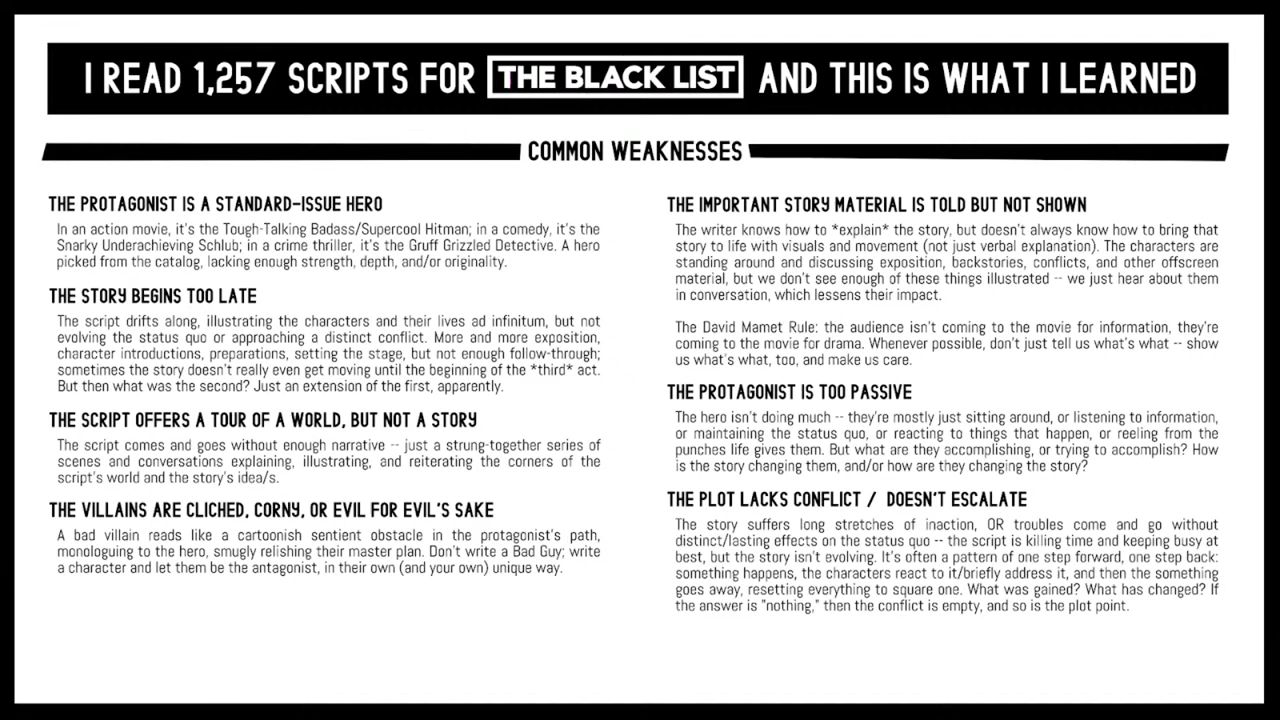 I READ 1,257 SCRIPTS FOR THE BLACK LIST AND THIS IS WHAT I LEARNED
COMMON WEAKNESSES
THE PROTAGONIST IS A STANDARD-ISSUE HERO
In an action movie, it's the Tough-Talking Badass/Supercool Hitman; in a comedy, it's the
Snarky Underachieving Schlub; in a crime thriller, it's the Gruff Grizzled Detective. A hero
picked from the catalog, lacking enough strength, depth, and/or originality.
THE STORY BEGINS TOO LATE
The script drifts along, illustrating the characters and their lives ad infinitum, but not
evolving the status quo or approaching a distinct conflict. More and more exposition,
character introductions, preparations, setting the stage, but not enough follow-through;
sometimes the story doesn't really even get moving until the beginning of the *third* act.
But then what was the second? Just an extension of the first, apparently.
THE SCRIPT OFFERS A TOUR OF A WORLD, BUT NOT A STORY
The script comes and goes without enough narrative -- just a strung-together series of
scenes and conversations explaining, illustrating, and reiterating the corners of the
script's world and the story's idea/s.
THE VILLAINS ARE CLICHED, CORNY, OR EVIL FOR EVIL'S SAKE
A bad villain reads like a cartoonish sentient obstacle in the protagonist's path,
monologuing to the hero, smugly relishing their master plan. Don't write a Bad Guy; write
a character and let them be the antagonist, in their own (and your own) unique way.
THE IMPORTANT STORY MATERIAL IS TOLD BUT NOT SHOWN
The writer knows how to *explain* the story, but doesn't always know how to bring that
story to life with visuals and movement (not just verbal explanation). The characters are
standing around and discussing exposition, backstories, conflicts, and other offscreen
material, but we don't see enough of these things illustrated -- we just hear about them
in conversation, which lessens their impact.
The David Mamet Rule: the audience isn't coming to the movie for information, they're
coming to the movie for drama. Whenever possible, don't just tell us what's what -- show
us what's what, too, and make us care.
THE PROTAGONIST IS TOO PASSIVE
The hero isn't doing much -- they're mostly just sitting around, or listening to information,
or maintaining the status quo, or reacting to things that happen, or reeling from the
punches life gives them. But what are they accomplishing, or trying to accomplish? How
is the story changing them, and/or how are they changing the story?
THE PLOT LACKS CONFLICT / DOESN'T ESCALATE
The story suffers long stretches of inaction, OR troubles come and go without
distinct/lasting effects on the status quo -- the script is killing time and keeping busy at
best, but the story isn't evolving. It's often a pattern of one step forward, one step back:
something happens, the characters react to it/briefly address it, and then the something
goes away, resetting everything to square one. What was gained? What has changed? If
the answer is "nothing," then the conflict is empty, and so is the plot point.